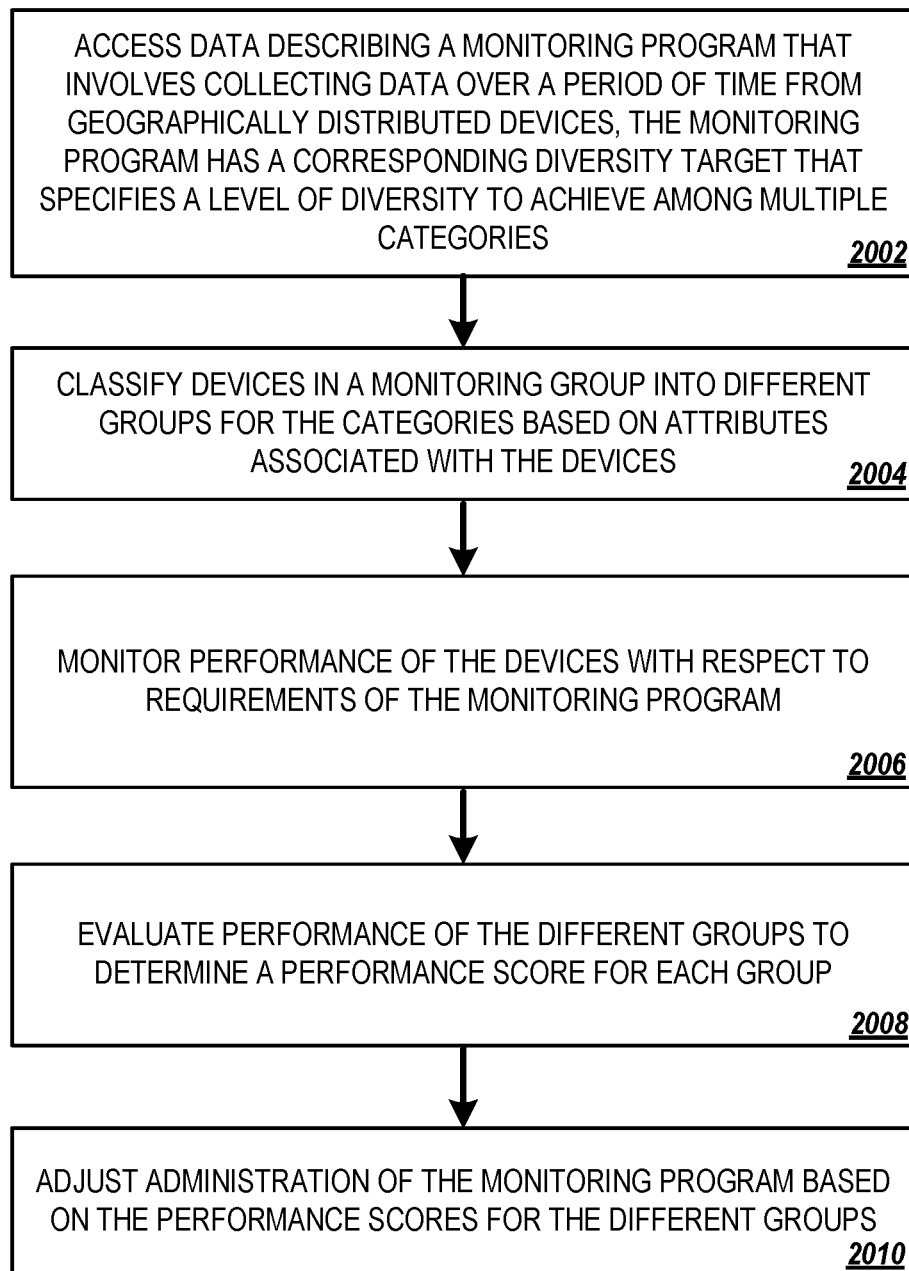 ACCESS DATA DESCRIBING A MONITORING PROGRAM THAT
INVOLVES COLLECTING DATA OVER A PERIOD OF TIME FROM
GEOGRAPHICALLY DISTRIBUTED DEVICES, THE MONITORING
PROGRAM HAS A CORRESPONDING DIVERSITY TARGET THAT
SPECIFIES A LEVEL OF DIVERSITY TO ACHIEVE AMONG MULTIPLE
CATEGORIES
2002
CLASSIFY DEVICES IN A MONITORING GROUP INTO DIFFERENT
GROUPS FOR THE CATEGORIES BASED ON ATTRIBUTES
ASSOCIATED WITH THE DEVICES
2004
MONITOR PERFORMANCE OF THE DEVICES WITH RESPECT TO
REQUIREMENTS OF THE MONITORING PROGRAM
2006
EVALUATE PERFORMANCE OF THE DIFFERENT GROUPS TO
DETERMINE A PERFORMANCE SCORE FOR EACH GROUP
2008
ADJUST ADMINISTRATION OF THE MONITORING PROGRAM BASED
ON THE PERFORMANCE SCORES FOR THE DIFFERENT GROUPS
2010